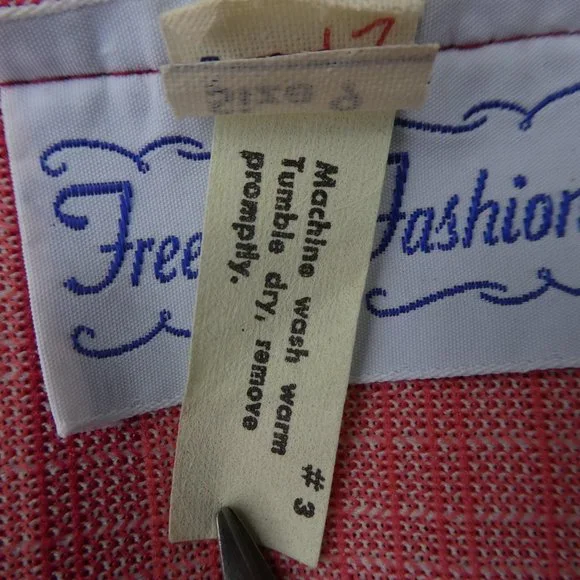 Free Fashion
Machine wash warm # 3
Tumble dry, remove
promptly.